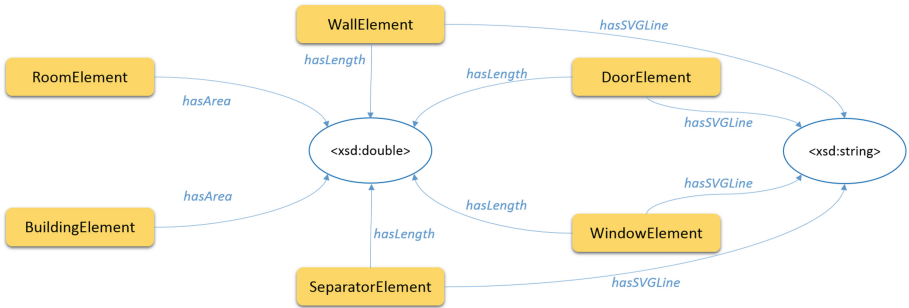 WallElement
hasSVGLine
hasLength
RoomElement
hasLength
DoorElement
hasArea
hasSVGLine
<xsd:double>
<xsd:string>
hasArea
hasLength
hasSVGLine
BuildingElement
hasLength
WindowElement
SeparatorElement
hasSVGLine